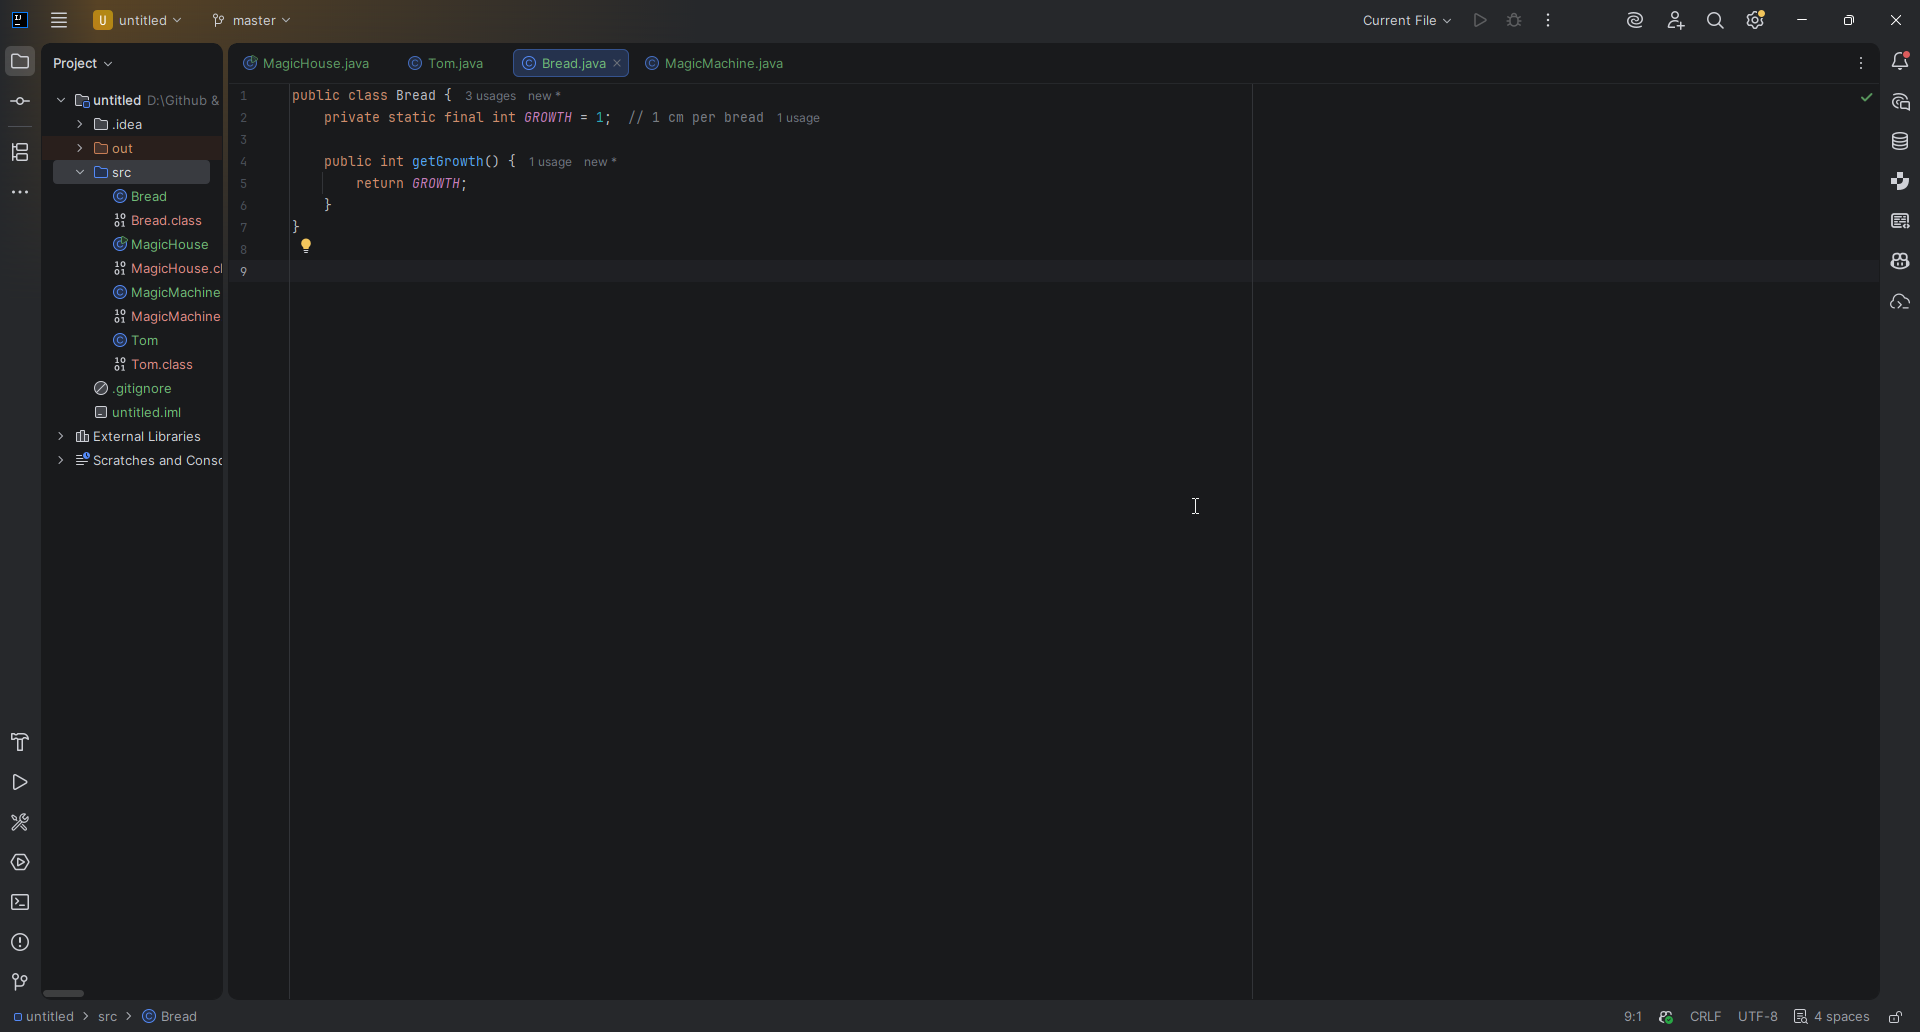 U untitled master Current File
Project
MagicHouse.java Tom.java Bread.java MagicMachine.java
untitled D:\Github &
.idea
out
src
Bread
Bread.class
MagicHouse
MagicHouse.cl
MagicMachine
MagicMachine
Tom
Tom.class
.gitignore
untitled.iml
External Libraries
Scratches and Conso
1 public class Bread { 3 usages new *
2 private static final int GROWTH = 1; // 1 cm per bread 1 usage
3
4 public int getGrowth() { 1 usage new *
5 return GROWTH;
6 }
7 }
8
9
untitled > src > Bread
9:1 CRLF UTF-8 4 spaces